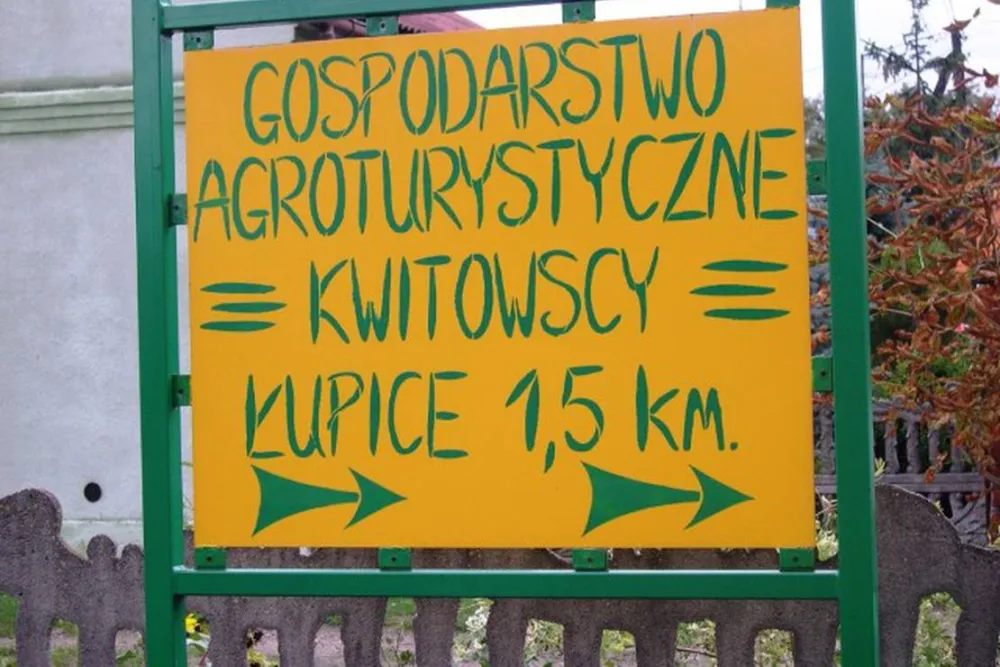 GOSPODARSTWO
AGROTURYSTYCZNE
KWITOWSCY
ŁUPICE 1,5 km.